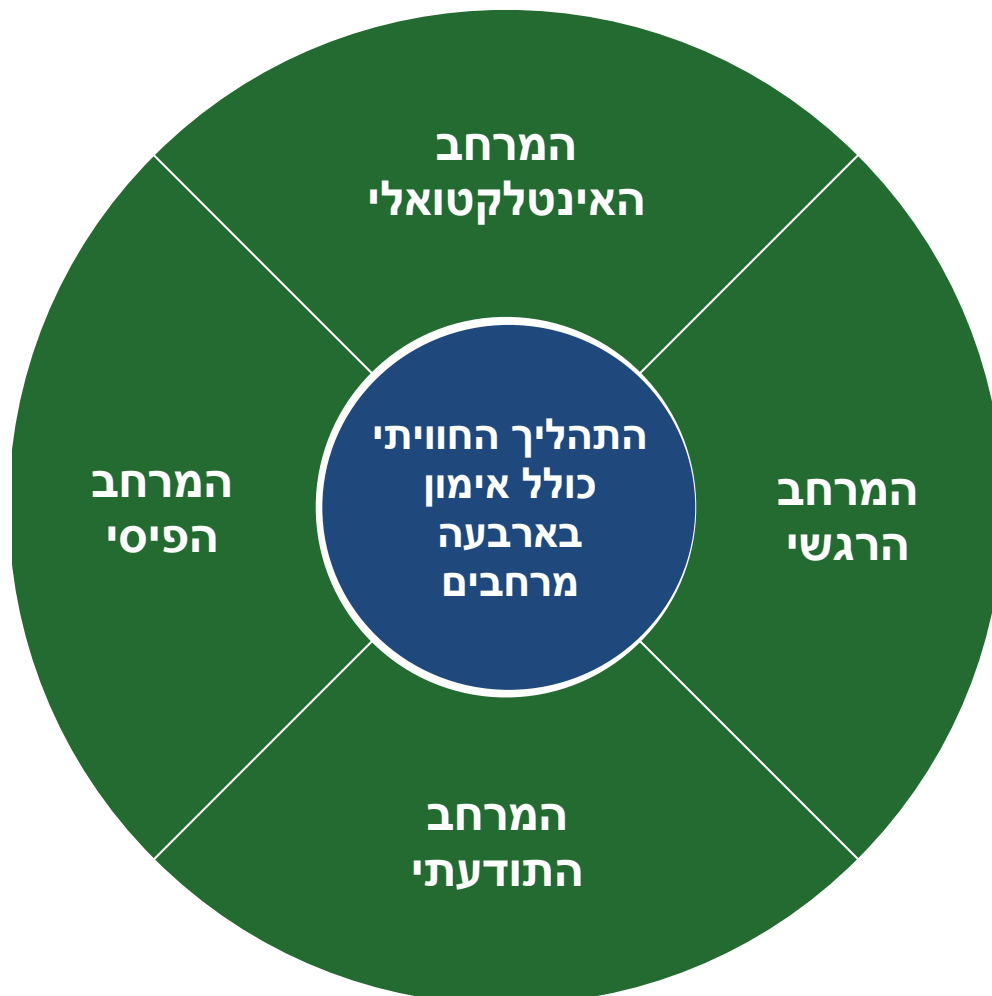 המרחב
האינטלקטואלי
המרחב
הרגשי
התהליך החוויתי
כולל אימון
בארבעה
מרחבים
המרחב
הפיסי
המרחב
התודעתי